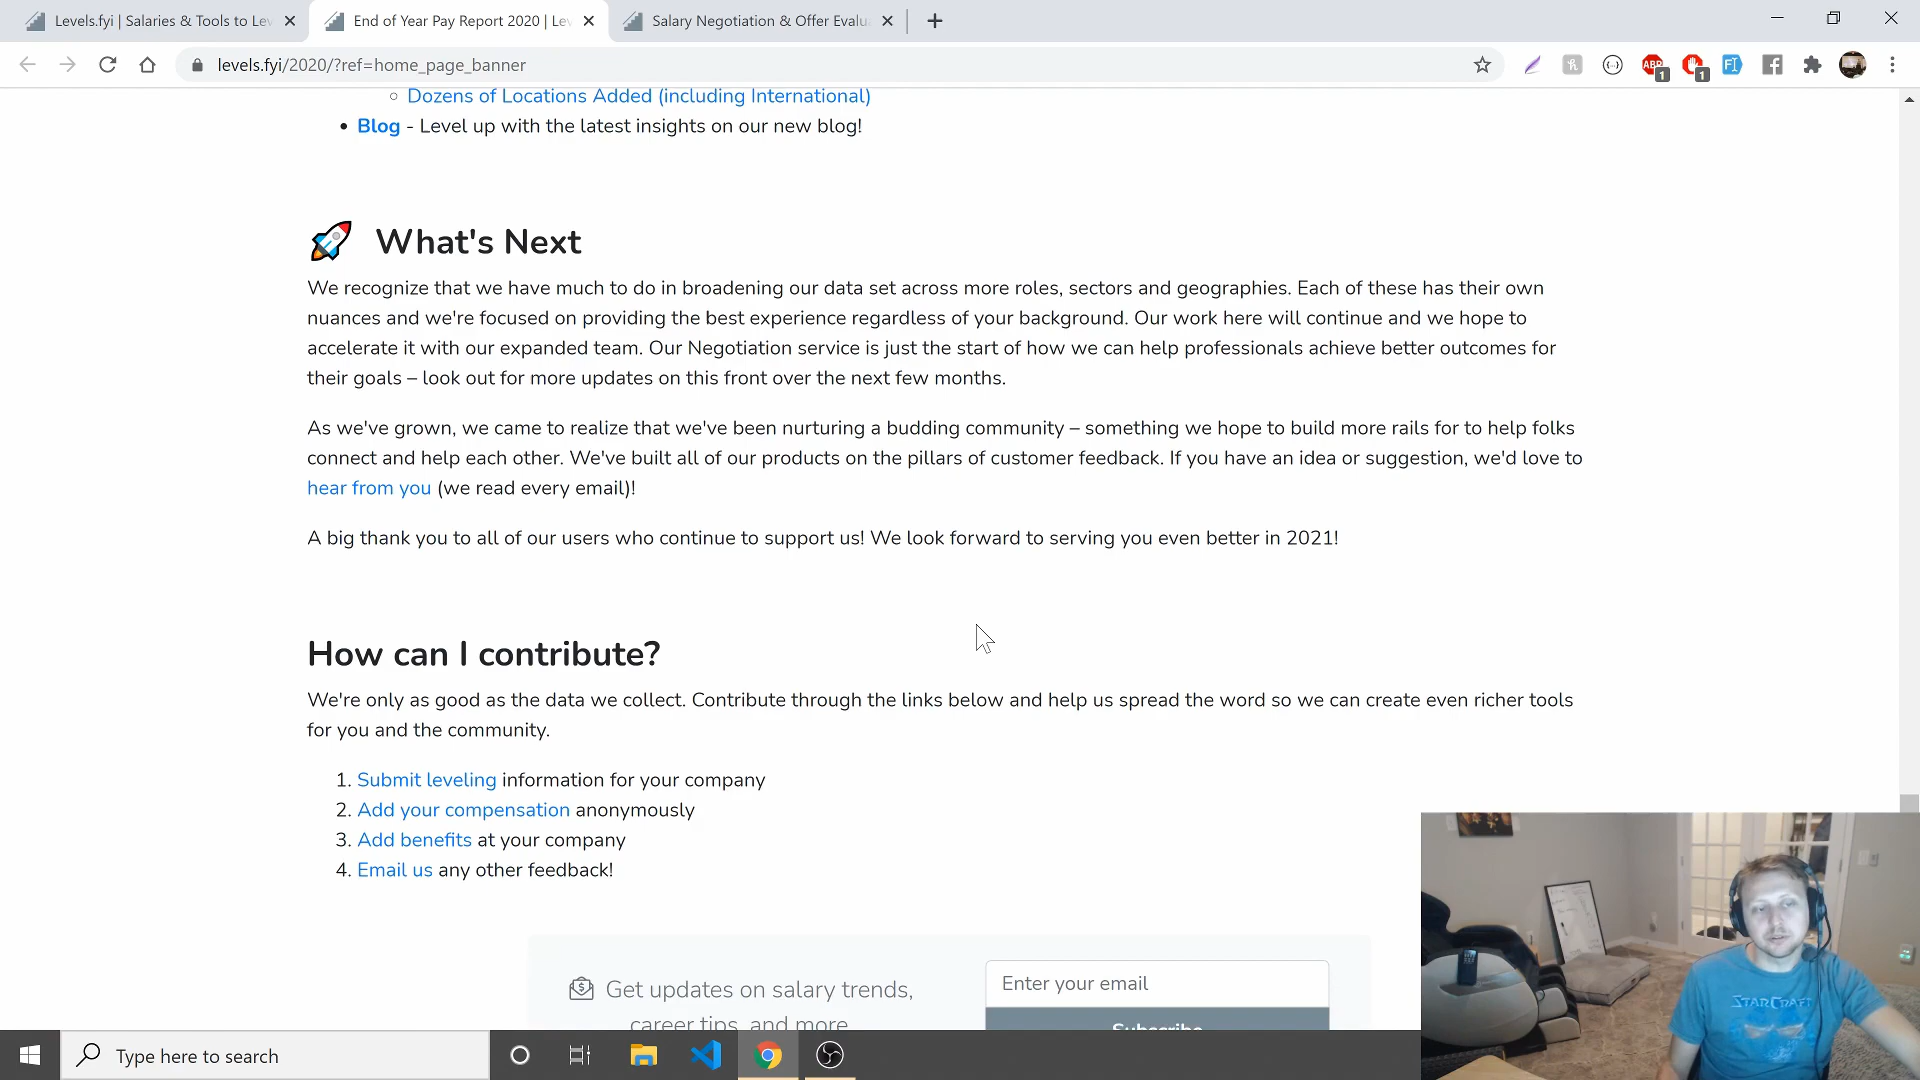 Levels.fyi | Salaries & Tools to Lev
End of Year Pay Report 2020 | Lev
Salary Negotiation & Offer Evalua
levels.fyi/2020/?ref=home_page_banner
ABP
1
1
Dozens of Locations Added (including International)
Blog - Level up with the latest insights on our new blog!
What's Next
We recognize that we have much to do in broadening our data set across more roles, sectors and geographies. Each of these has their own
nuances and we're focused on providing the best experience regardless of your background. Our work here will continue and we hope to
accelerate it with our expanded team. Our Negotiation service is just the start of how we can help professionals achieve better outcomes for
their goals – look out for more updates on this front over the next few months.
As we've grown, we came to realize that we've been nurturing a budding community – something we hope to build more rails for to help folks
connect and help each other. We've built all of our products on the pillars of customer feedback. If you have an idea or suggestion, we'd love to
hear from you (we read every email)!
A big thank you to all of our users who continue to support us! We look forward to serving you even better in 2021!
How can I contribute?
We're only as good as the data we collect. Contribute through the links below and help us spread the word so we can create even richer tools
for you and the community.
1. Submit leveling information for your company
2. Add your compensation anonymously
3. Add benefits at your company
4. Email us any other feedback!
Get updates on salary trends,
career tips, and more
Enter your email
Subscribe
Type here to search
STARCRAFT